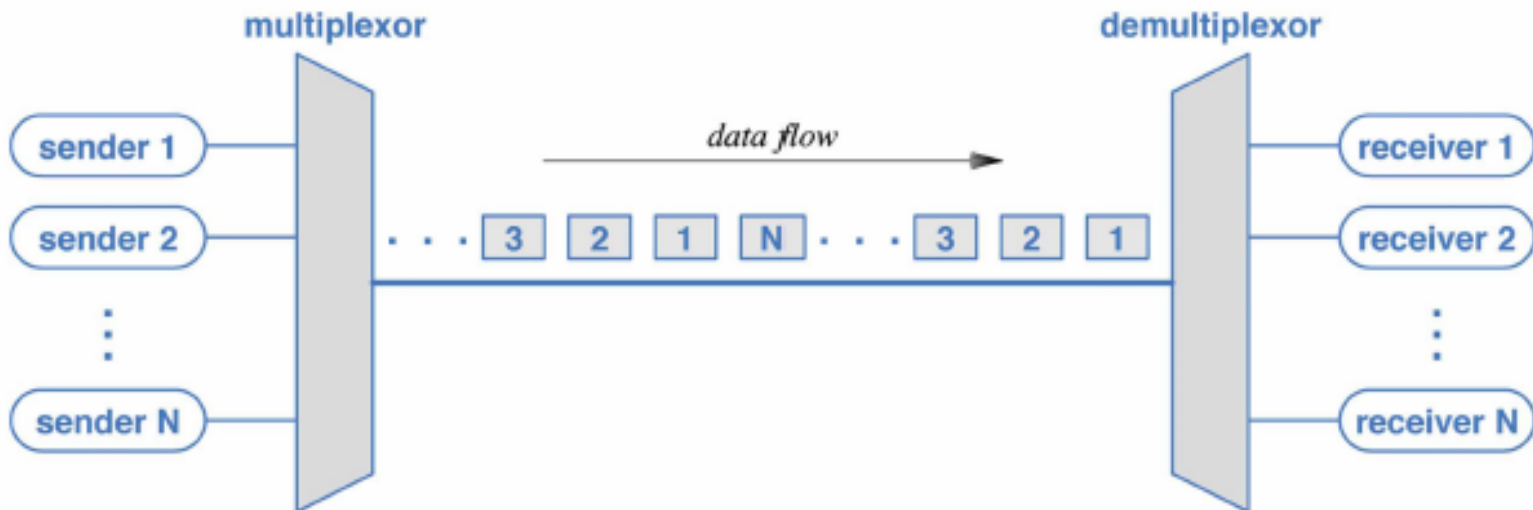 multiplexor
demultiplexor
sender 1
data flow
receiver 1
sender 2
. . . 3 2 1 N . . . 3 2 1
receiver 2
sender N
receiver N